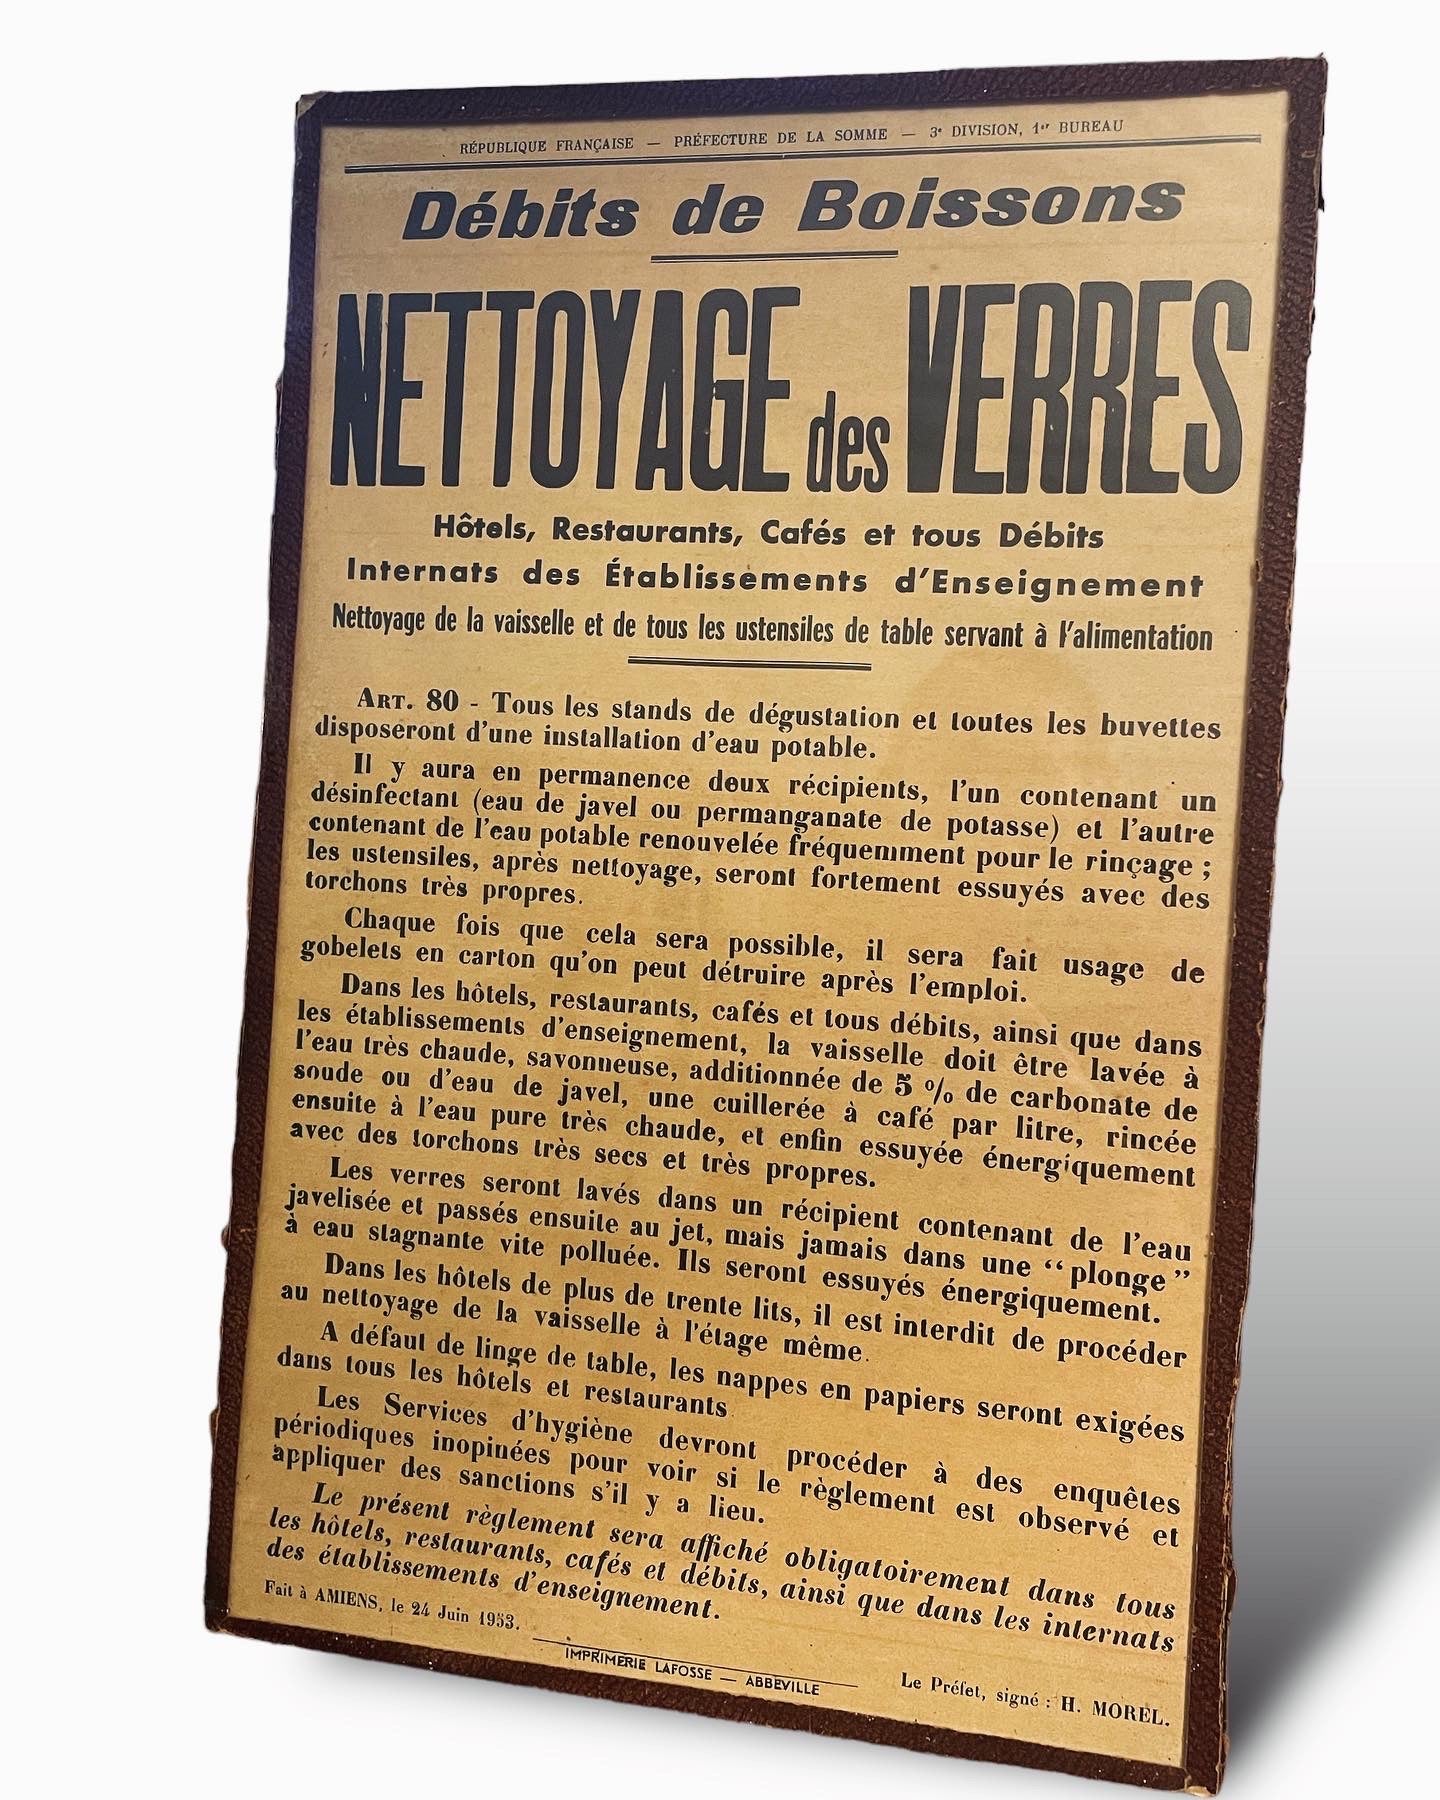 RÉPUBLIQUE FRANÇAISE — PRÉFECTURE DE LA SOMME — 3e DIVISION, 1er BUREAU
Débits de Boissons
NETTOYAGE des VERRES
Hôtels, Restaurants, Cafés et tous Débits
Internats des Établissements d'Enseignement
Nettoyage de la vaisselle et de tous les ustensiles de table servant à l'alimentation
ART. 80 - Tous les stands de dégustation et toutes les buvettes
disposeront d'une installation d'eau potable.
Il y aura en permanence deux récipients, l'un contenant un
désinfectant (eau de javel ou permanganate de potasse) et l'autre
contenant de l'eau potable renouvelée fréquemment pour le rinçage ;
les ustensiles, après nettoyage, seront fortement essuyés avec des
torchons très propres.
Chaque fois que cela sera possible, il sera fait usage de
gobelets en carton qu'on peut détruire après l'emploi.
Dans les hôtels, restaurants, cafés et tous débits, ainsi que dans
les établissements d'enseignement, la vaisselle doit être lavée à
l'eau très chaude, savonneuse, additionnée de 5 % de carbonate de
soude ou d'eau de javel, une cuillerée à café par litre, rincée
ensuite à l'eau pure très chaude, et enfin essuyée énergiquement
avec des torchons très secs et très propres.
Les verres seront lavés dans un récipient contenant de l'eau
javelisée et passés ensuite au jet, mais jamais dans une “ plonge ”
à eau stagnante vite polluée. Ils seront essuyés énergiquement.
Dans les hôtels de plus de trente lits, il est interdit de procéder
au nettoyage de la vaisselle à l'étage même.
A défaut de linge de table, les nappes en papiers seront exigées
dans tous les hôtels et restaurants.
Les Services d'hygiène devront procéder à des enquêtes
périodiques inopinées pour voir si le règlement est observé et
appliquer des sanctions s'il y a lieu.
Le présent règlement sera affiché obligatoirement dans tous
les hôtels, restaurants, cafés et débits, ainsi que dans les internats
des établissements d'enseignement.
Fait à AMIENS, le 24 Juin 1953.
IMPRIMERIE LAFOSSE — ABBEVILLE
Le Préfet, signé : H. MOREL.